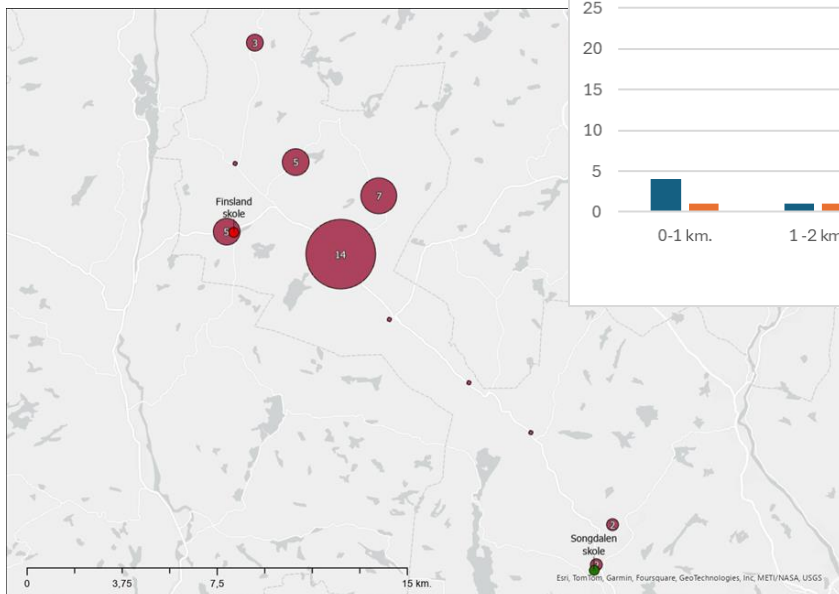 25
20
15
10
5
0
0-1 km.
1 -2 km
3
5
7
Finsland
skole
5
14
2
Songdalen
skole
0
3,75
7,5
15 km.
Esri, TomTom, Garmin, Foursquare, GeoTechnologies, Inc, METI/NASA, USGS